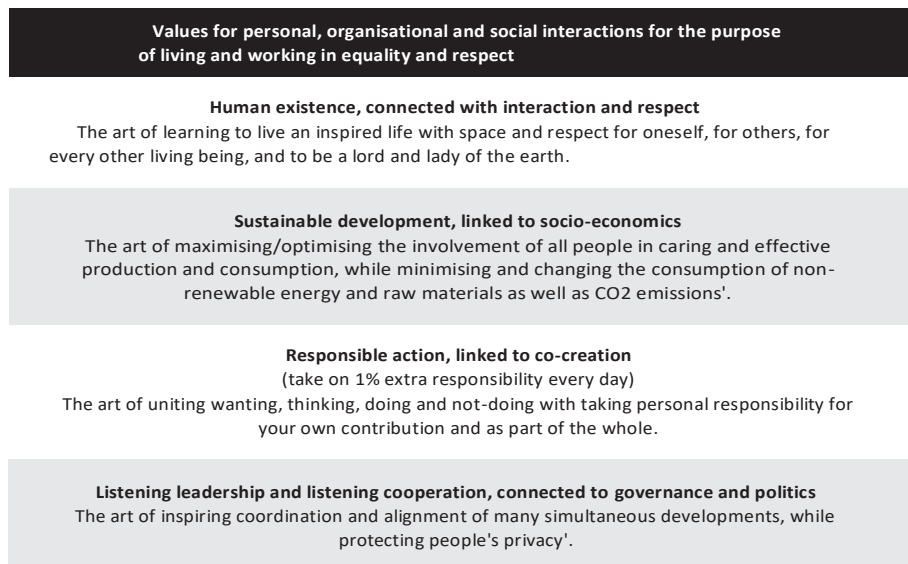 Values for personal, organisational and social interactions for the purpose
of living and working in equality and respect
Human existence, connected with interaction and respect
The art of learning to live an inspired life with space and respect for oneself, for others, for
every other living being, and to be a lord and lady of the earth.
Sustainable development, linked to socio-economics
The art of maximising/optimising the involvement of all people in caring and effective
production and consumption, while minimising and changing the consumption of non-
renewable energy and raw materials as well as CO2 emissions'.
Responsible action, linked to co-creation
(take on 1% extra responsibility every day)
The art of uniting wanting, thinking, doing and not-doing with taking personal responsibility for
your own contribution and as part of the whole.
Listening leadership and listening cooperation, connected to governance and politics
The art of inspiring coordination and alignment of many simultaneous developments, while
protecting people's privacy'.